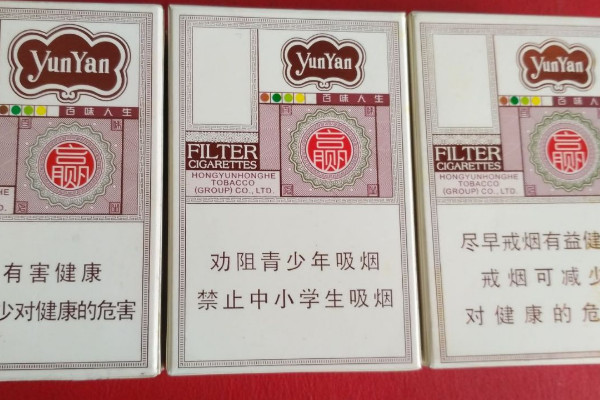 YunYan
百味人生
赢
HE
D.
有害健康
少对健康的危害
YunYan
百味人生
赢
FILTER
CIGARETTES
HONGYUNHONGHE
TOBACCO
(GROUP) CO., LTD.
劝阻青少年吸烟
禁止中小学生吸烟
YunYan
百味人生
赢
FILTER
CIGARETTES
HONGYUNHONGHE
TOBACCO
(GROUP) CO., LTD.
尽早戒烟有益健
戒烟可减少
对健康的危